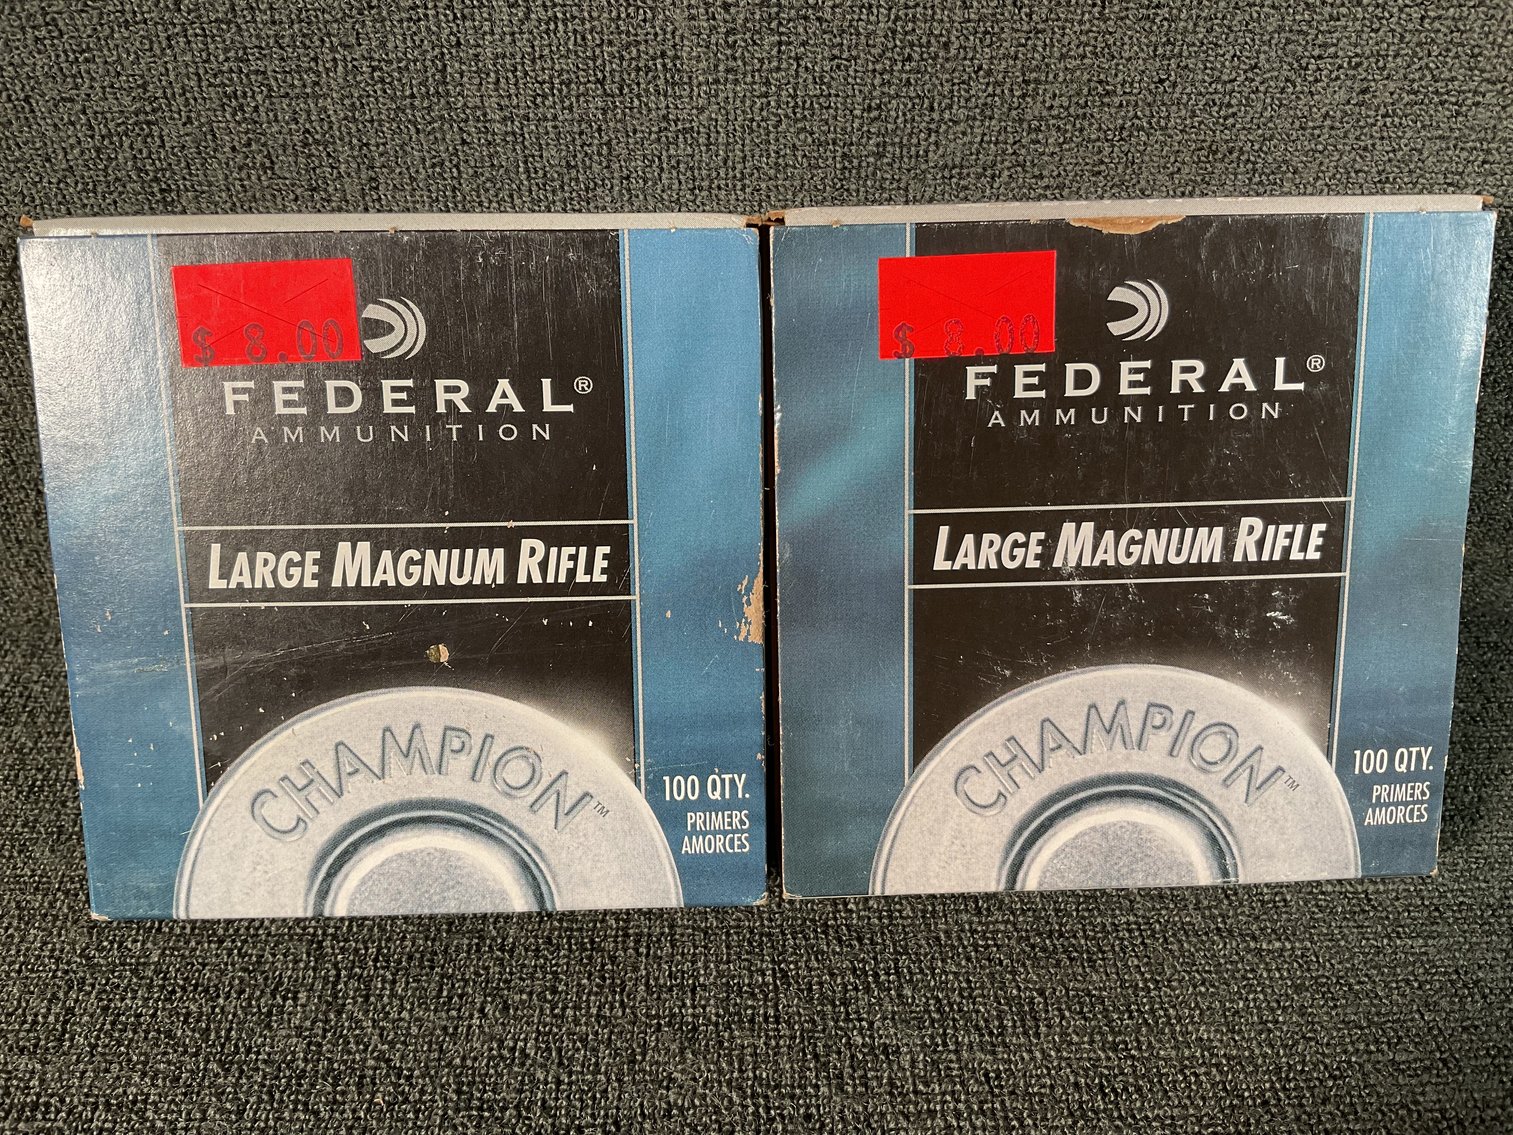 $ 8.00
FEDERAL®
AMMUNITION
LARGE MAGNUM RIFLE
CHAMPION™
100 QTY.
PRIMERS
AMORCES
$ 8.00
FEDERAL®
AMMUNITION
LARGE MAGNUM RIFLE
CHAMPION™
100 QTY.
PRIMERS
AMORCES